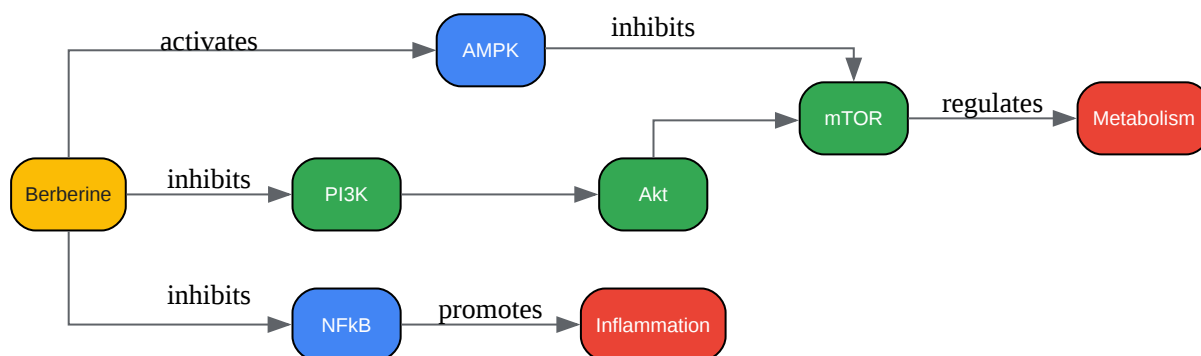 activates
AMPK
inhibits
mTOR
regulates
Metabolism
Berberine
inhibits
PI3K
Akt
inhibits
NFkB
promotes
Inflammation